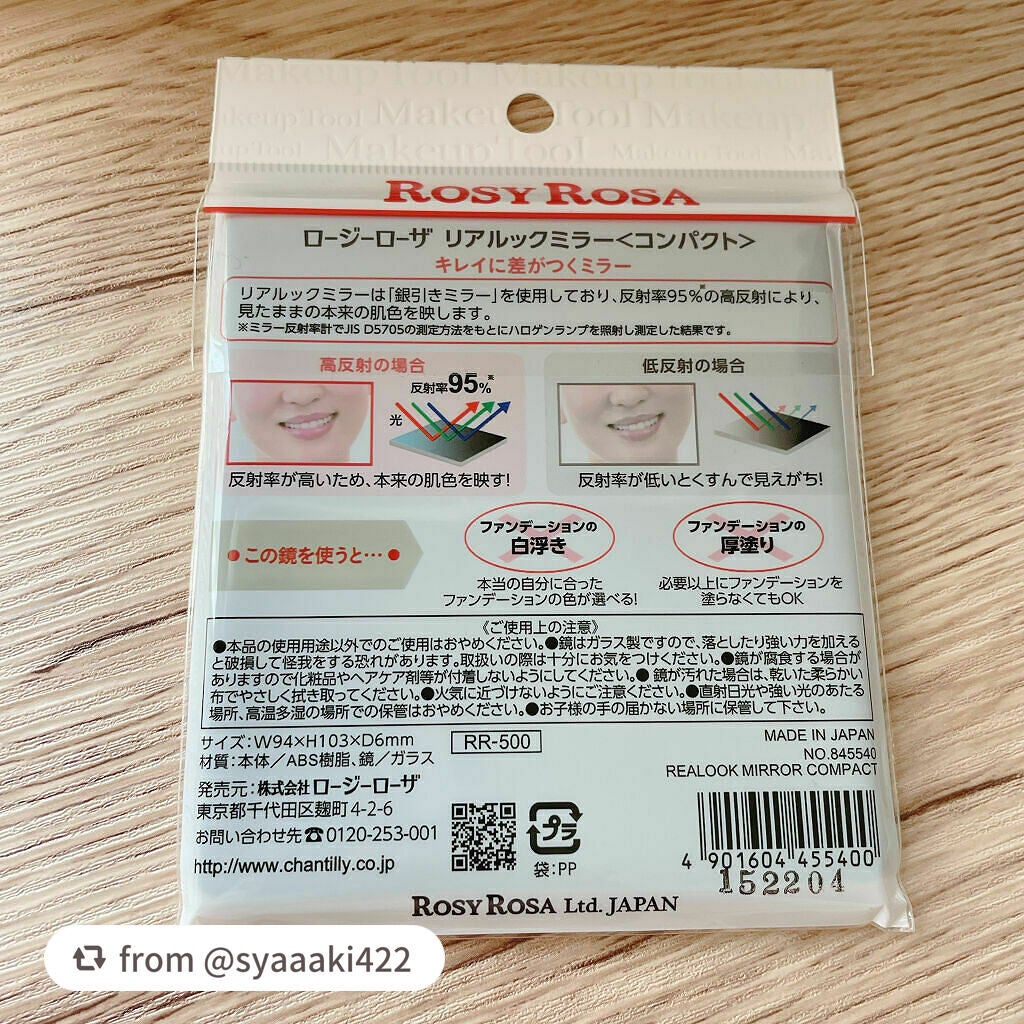 Makeup Tool Makeup Tool
Makeup Tool Makeup Tool Makeup
Makeup Tool Makeup Tool
ROSY ROSA
ロージーローザ リアルックミラー<コンパクト>
キレイに差がつくミラー
リアルックミラーは「銀引きミラー」を使用しており、反射率95%※の高反射により、
見たままの本来の肌色を映します。
※ミラー反射率計でJIS D5705の測定方法をもとにハロゲンランプを照射し測定した結果です。
高反射の場合
反射率95%※
光
反射率が高いため、本来の肌色を映す!
低反射の場合
反射率が低いとくすんで見えがち!
●この鏡を使うと…●
ファンデーションの
白浮き
本当の自分に合った
ファンデーションの色が選べる!
ファンデーションの
厚塗り
必要以上にファンデーションを
塗らなくてもOK
《ご使用上の注意》
●本品の使用用途以外でのご使用はおやめください。●鏡はガラス製ですので、落としたり強い力を加える
と破損して怪我をする恐れがあります。取扱いの際は十分にお気をつけください。●鏡が腐食する場合が
ありますので化粧品やヘアケア剤等が付着しないようにしてください。●鏡が汚れた場合は、乾いた柔らかい
布でやさしく拭き取ってください。●火気に近づけないようにご注意ください。●直射日光や強い光のあたる
場所、高温多湿の場所での保管はおやめください。●お子様の手の届かない場所に保管して下さい。
サイズ:W94×H103×D6mm
材質:本体/ABS樹脂、鏡/ガラス
RR-500
MADE IN JAPAN
NO.845540
REALOOK MIRROR COMPACT
発売元:株式会社ロージーローザ
東京都千代田区麹町4-2-6
お問い合わせ先☎0120-253-001
http://www.chantilly.co.jp
プラ
袋:PP
4 901604 455400
152204
ROSY ROSA Ltd. JAPAN
from @syaaaki422